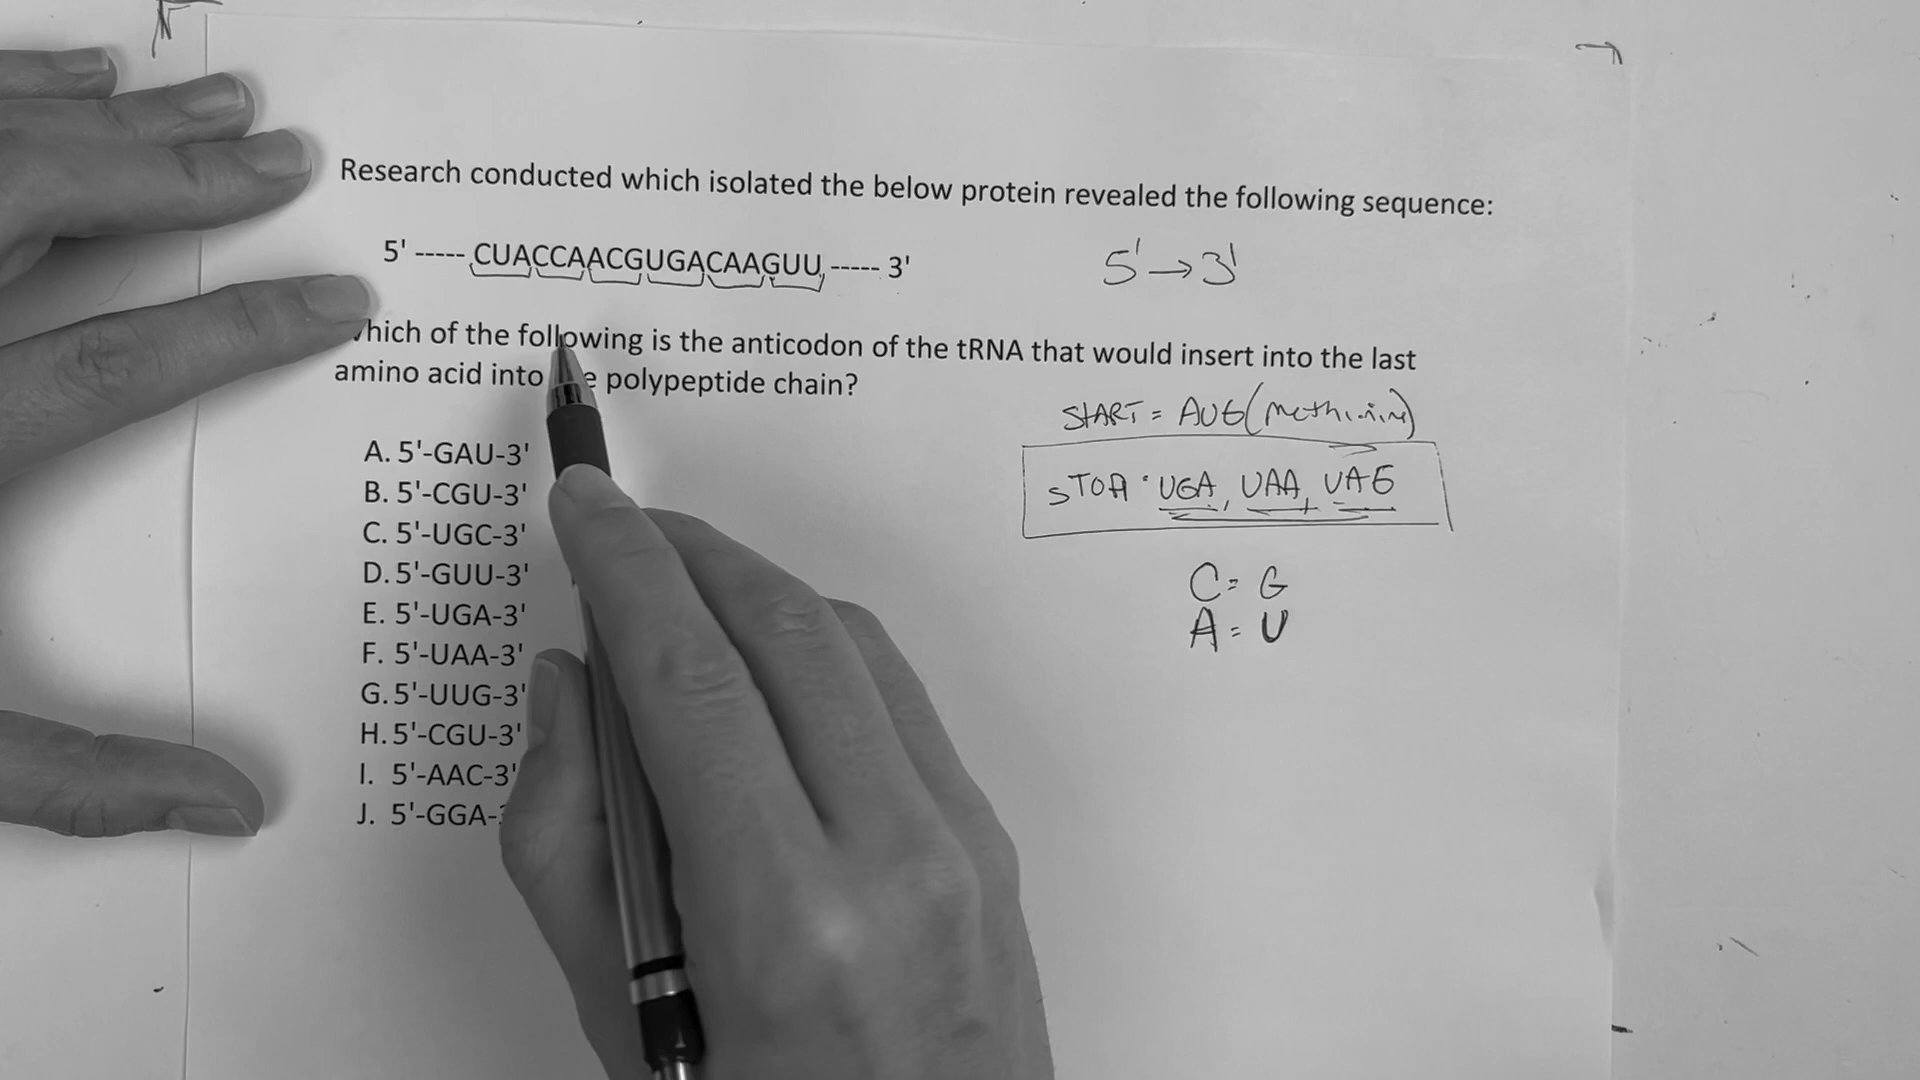 Research conducted which isolated the below protein revealed the following sequence:
5' ----- CUACCAACGUGACAAGUU ----- 3'
5' → 3'
hich of the following is the anticodon of the tRNA that would insert into the last
amino acid into e polypeptide chain?
START = AUG (methinine)
STOP: UGA, UAA, UAG
A. 5'-GAU-3'
B. 5'-CGU-3'
C. 5'-UGC-3'
D. 5'-GUU-3'
E. 5'-UGA-3'
F. 5'-UAA-3'
G. 5'-UUG-3'
H. 5'-CGU-3'
I. 5'-AAC-3'
J. 5'-GGA-
C = G
A = U